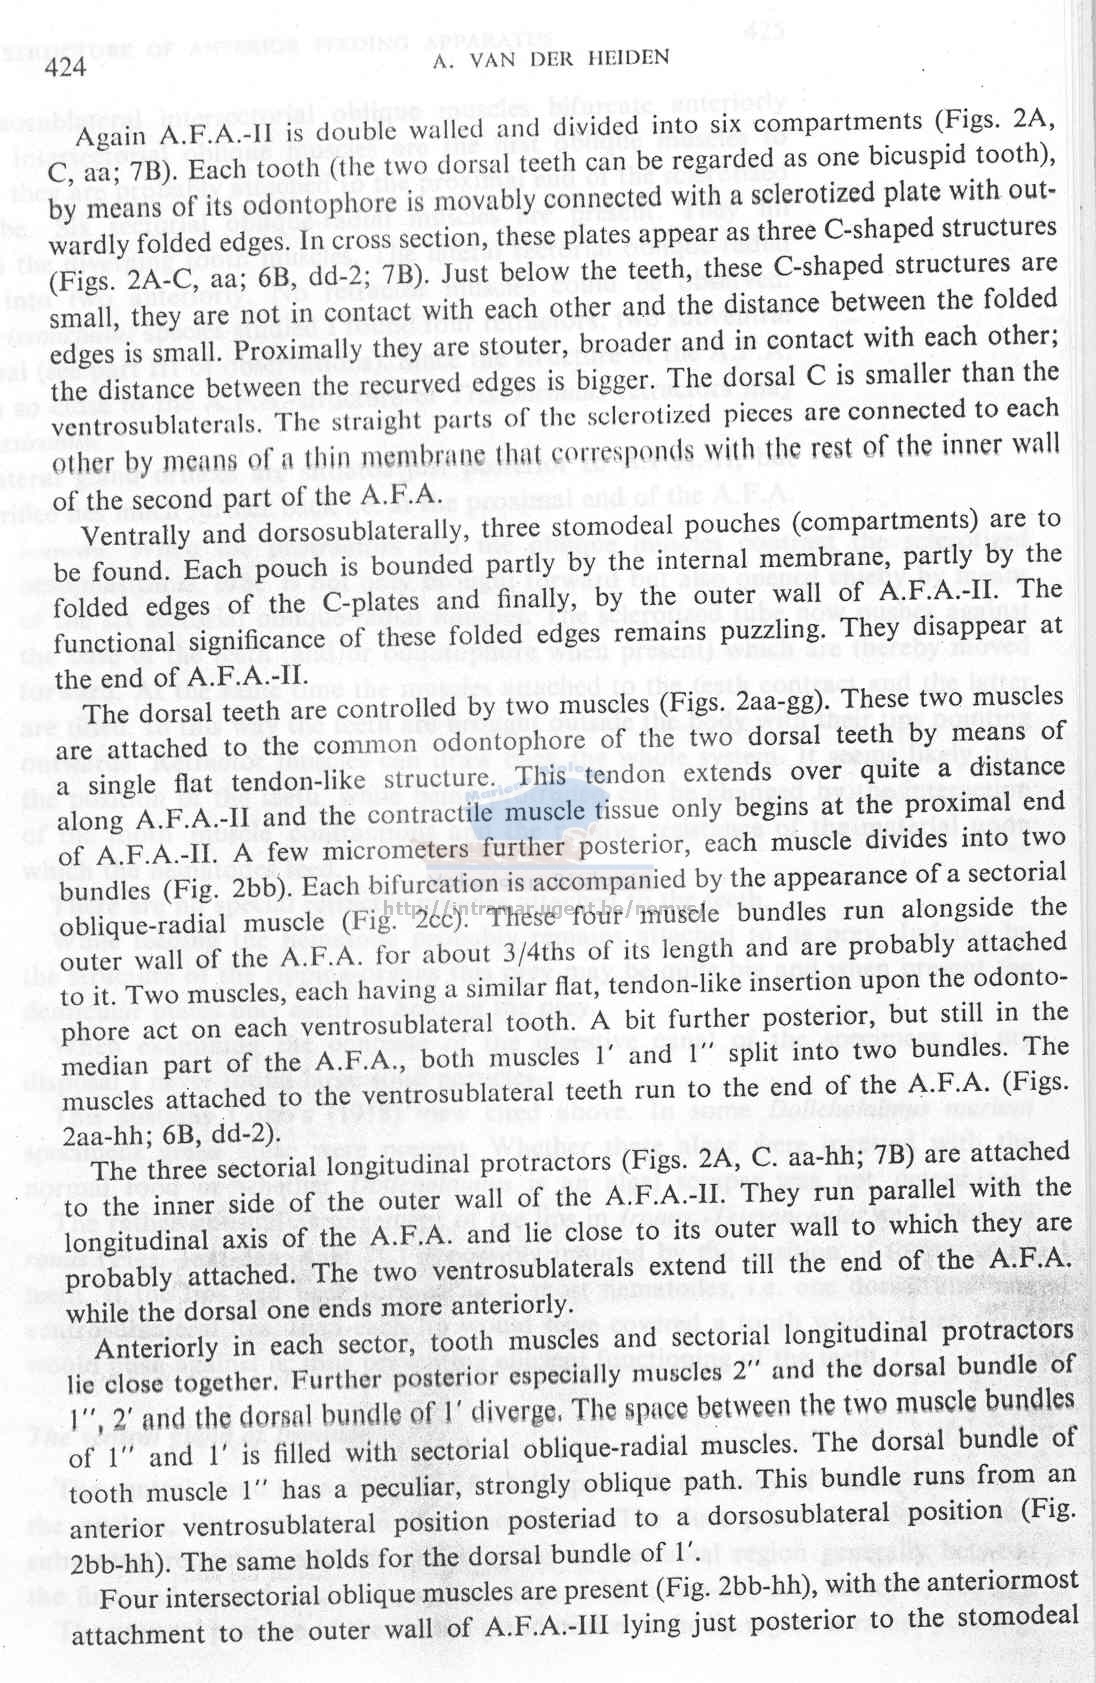 424
A. VAN DER HEIDEN
Again A.F.A.-II is double walled and divided into six compartments (Figs. 2A,
C, aa; 7B). Each tooth (the two dorsal teeth can be regarded as one bicuspid tooth),
by means of its odontophore is movably connected with a sclerotized plate with out-
wardly folded edges. In cross section, these plates appear as three C-shaped structures
(Figs. 2A-C, aa; 6B, dd-2; 7B). Just below the teeth, these C-shaped structures are
small, they are not in contact with each other and the distance between the folded
edges is small. Proximally they are stouter, broader and in contact with each other;
the distance between the recurved edges is bigger. The dorsal C is smaller than the
ventrosublaterals. The straight parts of the sclerotized pieces are connected to each
other by means of a thin membrane that corresponds with the rest of the inner wall
of the second part of the A.F.A.
Ventrally and dorsosublaterally, three stomodeal pouches (compartments) are to
be found. Each pouch is bounded partly by the internal membrane, partly by the
folded edges of the C-plates and finally, by the outer wall of A.F.A.-II. The
functional significance of these folded edges remains puzzling. They disappear at
the end of A.F.A.-II.
The dorsal teeth are controlled by two muscles (Figs. 2aa-gg). These two muscles
are attached to the common odontophore of the two dorsal teeth by means of
a single flat tendon-like structure. This tendon extends over quite a distance
along A.F.A.-II and the contractile muscle tissue only begins at the proximal end
of A.F.A.-II. A few micrometers further posterior, each muscle divides into two
bundles (Fig. 2bb). Each bifurcation is accompanied by the appearance of a sectorial
oblique-radial muscle (Fig. 2cc). These four muscle bundles run alongside the
http://intramar.ugent.be/nemys
outer wall of the A.F.A. for about 3/4ths of its length and are probably attached
to it. Two muscles, each having a similar flat, tendon-like insertion upon the odonto-
phore act on each ventrosublateral tooth. A bit further posterior, but still in the
median part of the A.F.A., both muscles 1′ and 1″ split into two bundles. The
muscles attached to the ventrosublateral teeth run to the end of the A.F.A. (Figs.
2aa-hh; 6B, dd-2).
The three sectorial longitudinal protractors (Figs. 2A, C. aa-hh; 7B) are attached
to the inner side of the outer wall of the A.F.A.-II. They run parallel with the
longitudinal axis of the A.F.A. and lie close to its outer wall to which they are
probably attached. The two ventrosublaterals extend till the end of the A.F.A.
while the dorsal one ends more anteriorly.
Anteriorly in each sector, tooth muscles and sectorial longitudinal protractors
lie close together. Further posterior especially muscles 2″ and the dorsal bundle of
1″, 2′ and the dorsal bundle of 1′ diverge. The space between the two muscle bundles
of 1″ and 1′ is filled with sectorial oblique-radial muscles. The dorsal bundle of
tooth muscle 1″ has a peculiar, strongly oblique path. This bundle runs from an
anterior ventrosublateral position posteriad to a dorsosublateral position (Fig.
2bb-hh). The same holds for the dorsal bundle of 1′.
Four intersectorial oblique muscles are present (Fig. 2bb-hh), with the anteriormost
attachment to the outer wall of A.F.A.-III lying just posterior to the stomodeal